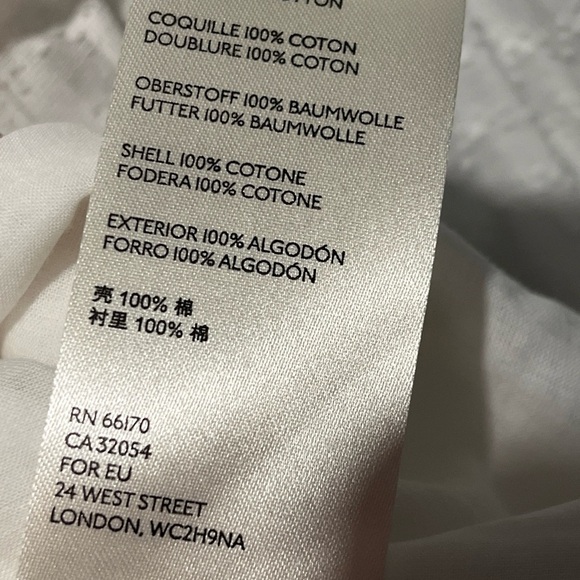 COTTON
COQUILLE 100% COTON
DOUBLURE 100% COTON
OBERSTOFF 100% BAUMWOLLE
FUTTER 100% BAUMWOLLE
SHELL 100% COTONE
FODERA 100% COTONE
EXTERIOR 100% ALGODÓN
FORRO 100% ALGODÓN
壳 100% 棉
衬里 100% 棉
RN 66170
CA 32054
FOR EU
24 WEST STREET
LONDON, WC2H9NA